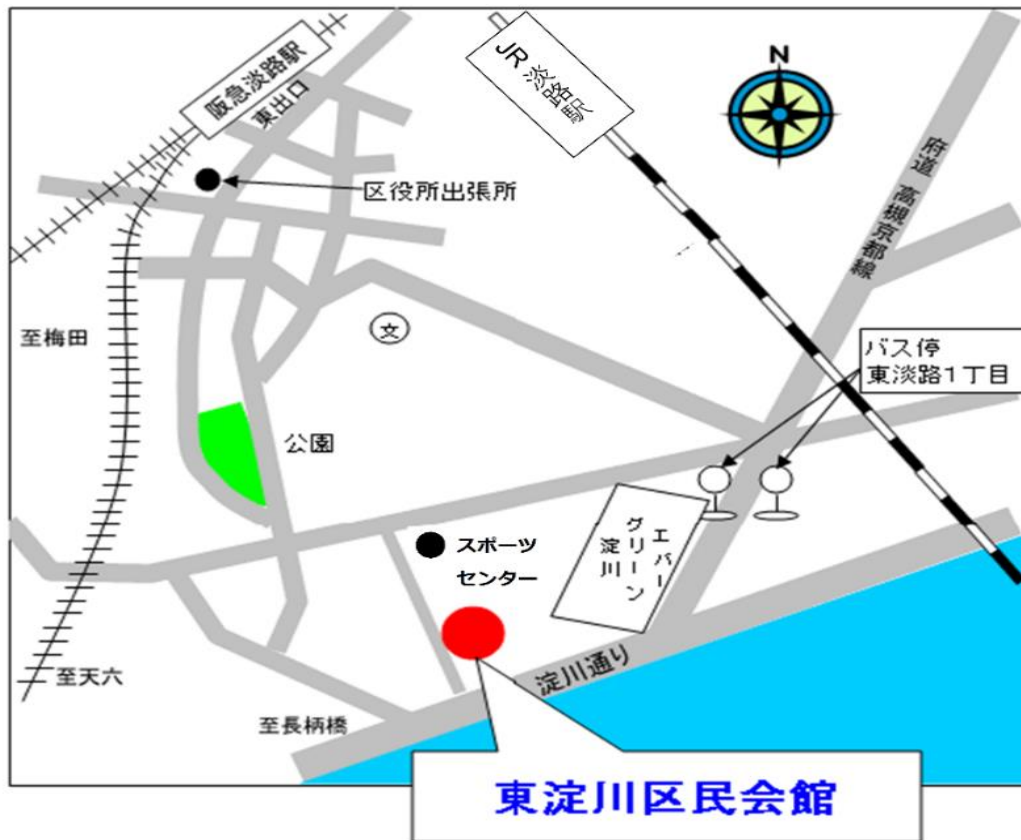 阪急淡路駅
東出口
JR 淡路駅
N
区役所出張所
府道 高槻京都線
至梅田
文
バス停
東淡路1丁目
公園
スポーツ
センター
エバー
グリーン
淀川
至天六
淀川通り
至長柄橋
東淀川区民会館